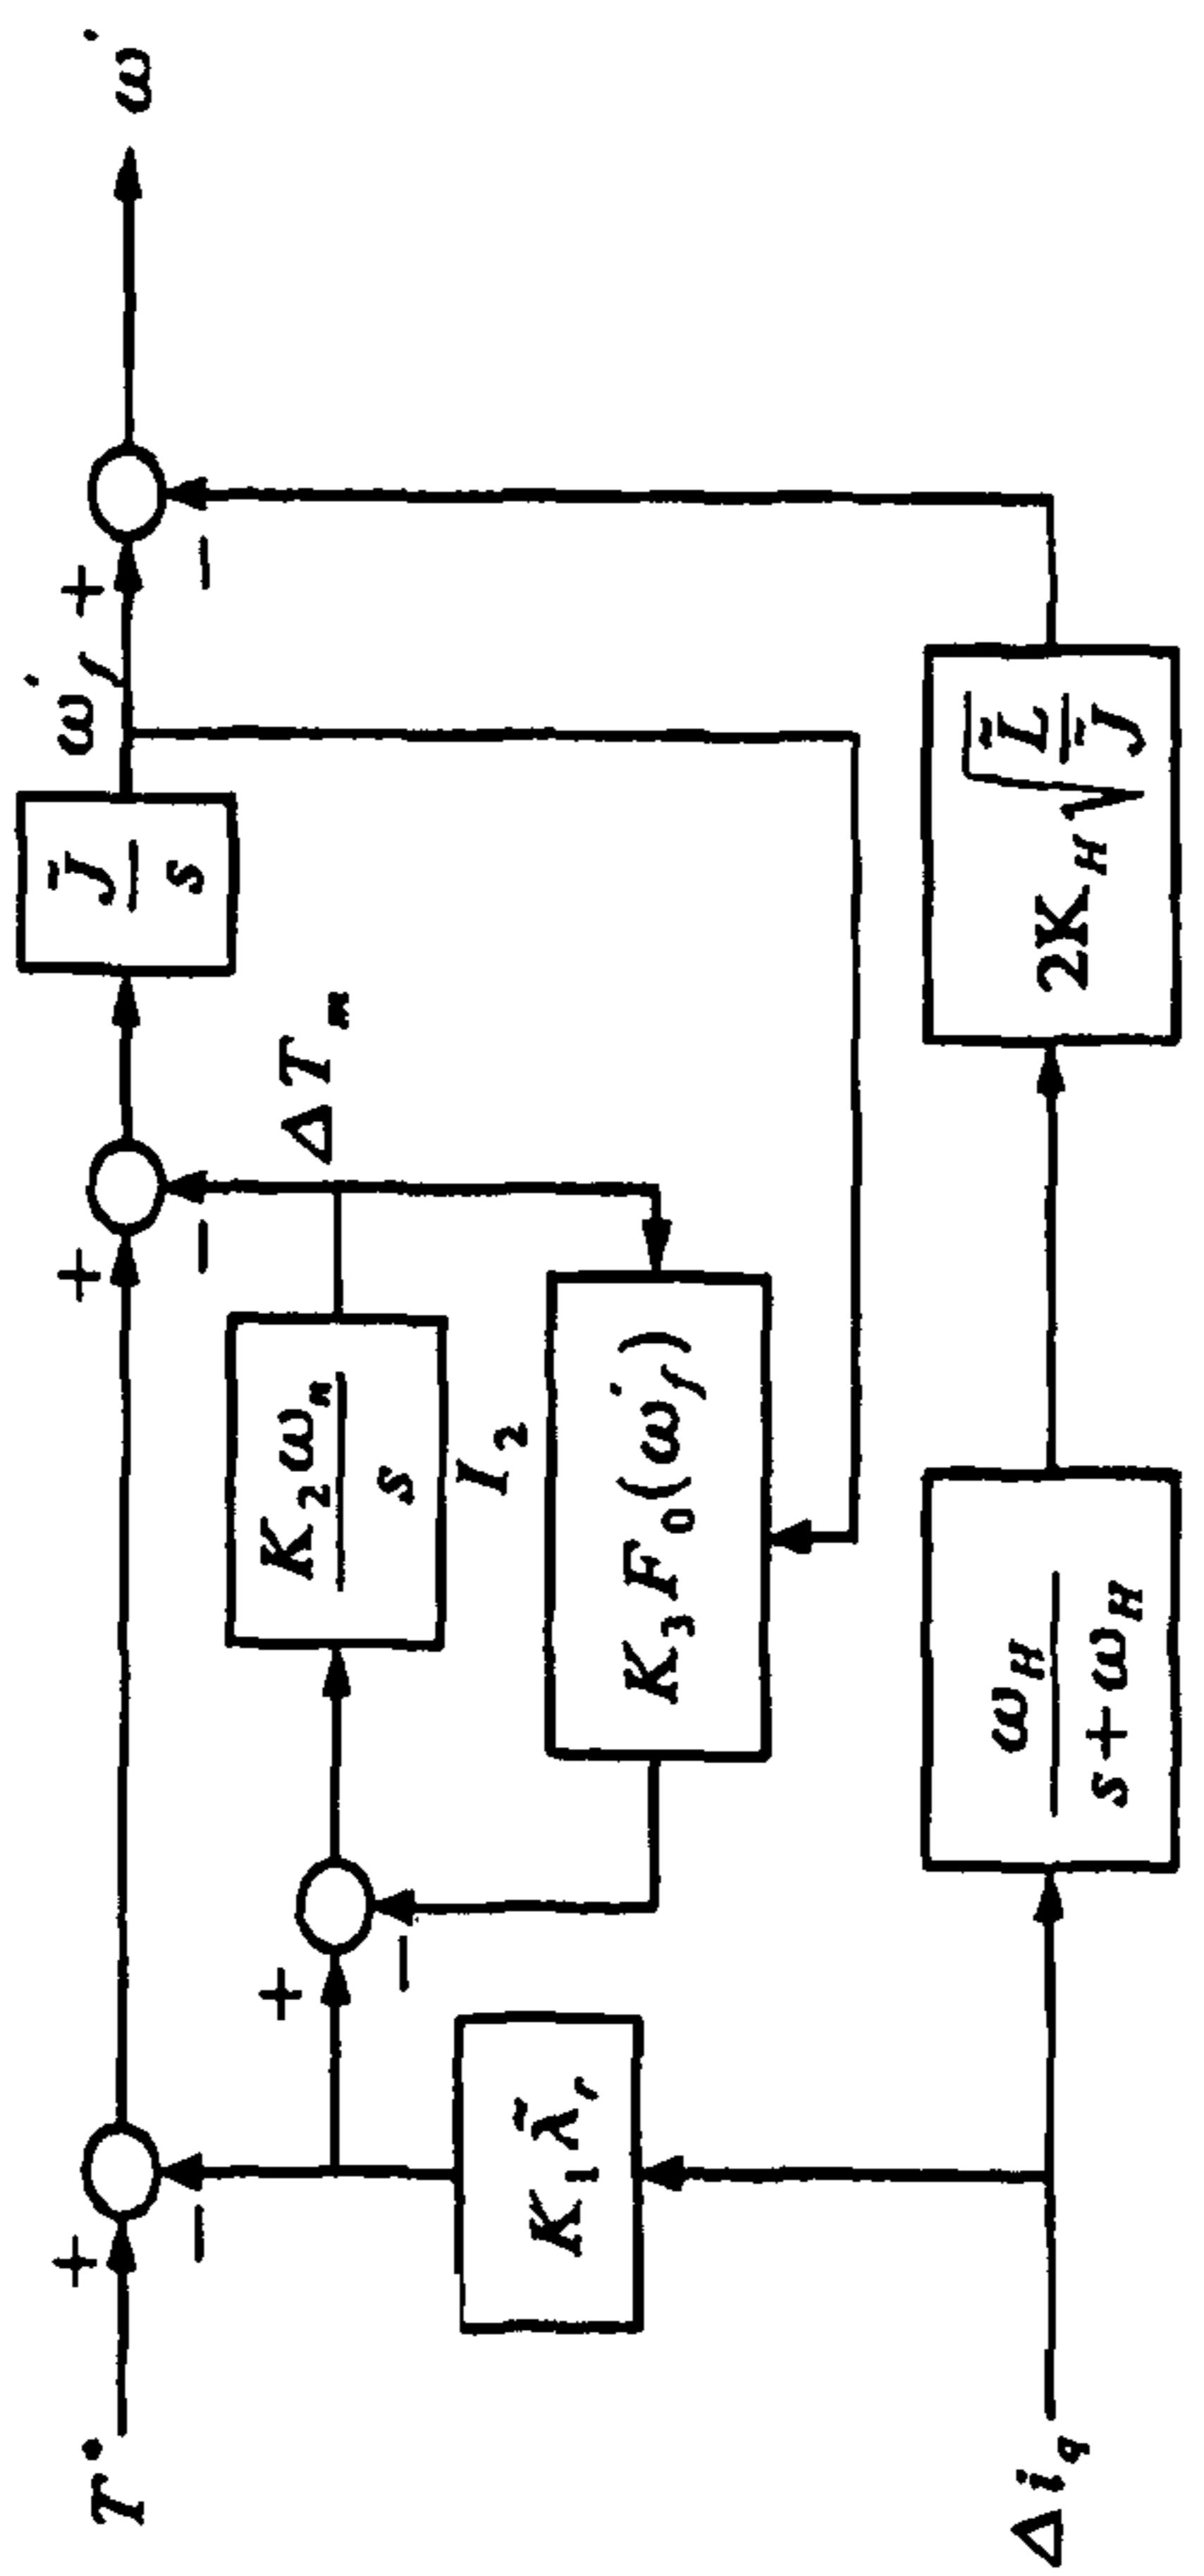 T*
+
−
+
−
J̃/s
ω*f
+
−
ω*
K₁λ̃r
+
−
K₂ωn/s
I₂
ΔTm
K₃F₀(ω*f)
Δiq
ωH/(s+ωH)
2KH√(L̃/J̃)